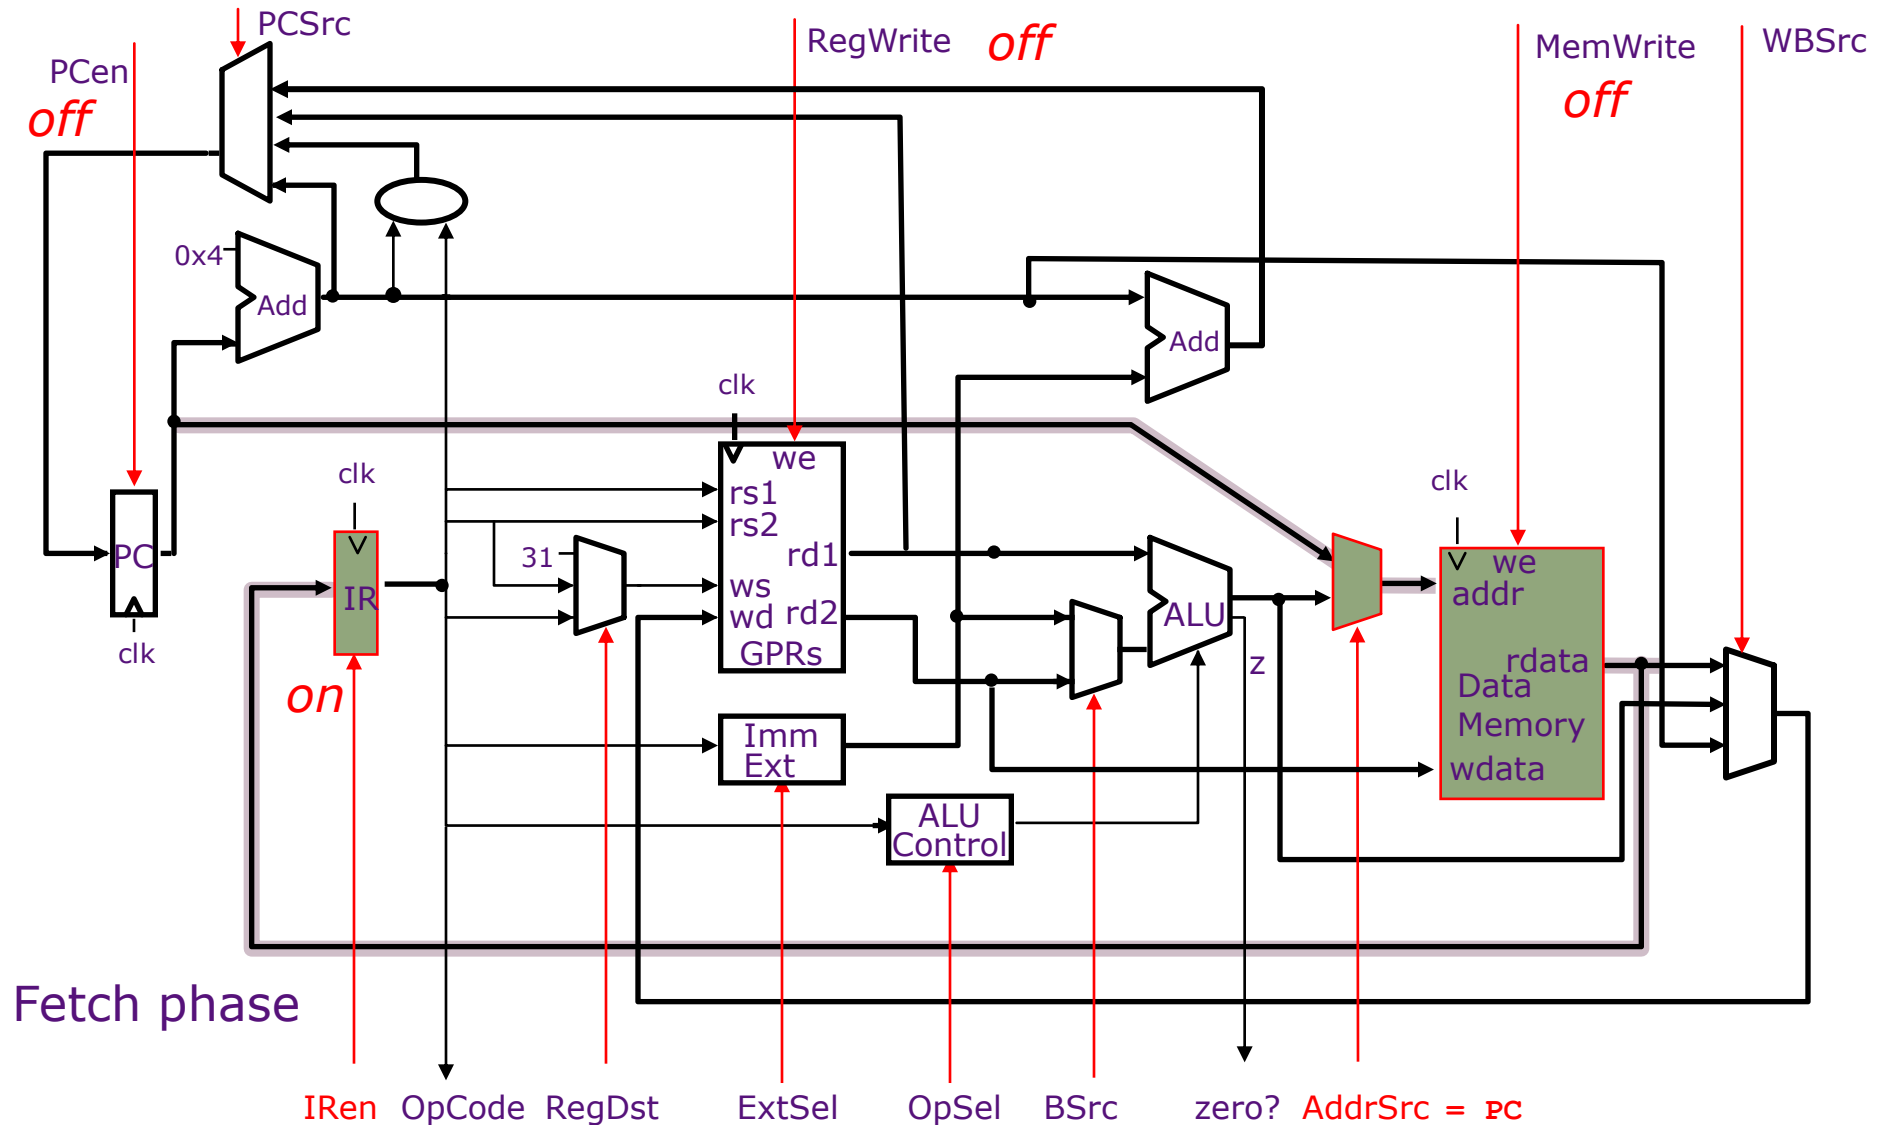 PCSrc
RegWrite
off
MemWrite
off
WBSrc
PCen
off
0x4
Add
Add
clk
clk
clk
we
rs1
rs2
rd1
31
ws
wd
rd2
GPRs
PC
clk
IR
on
ALU
z
we
addr
rdata
Data
Memory
wdata
Imm
Ext
ALU
Control
Fetch phase
IRen
OpCode
RegDst
ExtSel
OpSel
BSrc
zero?
AddrSrc = PC